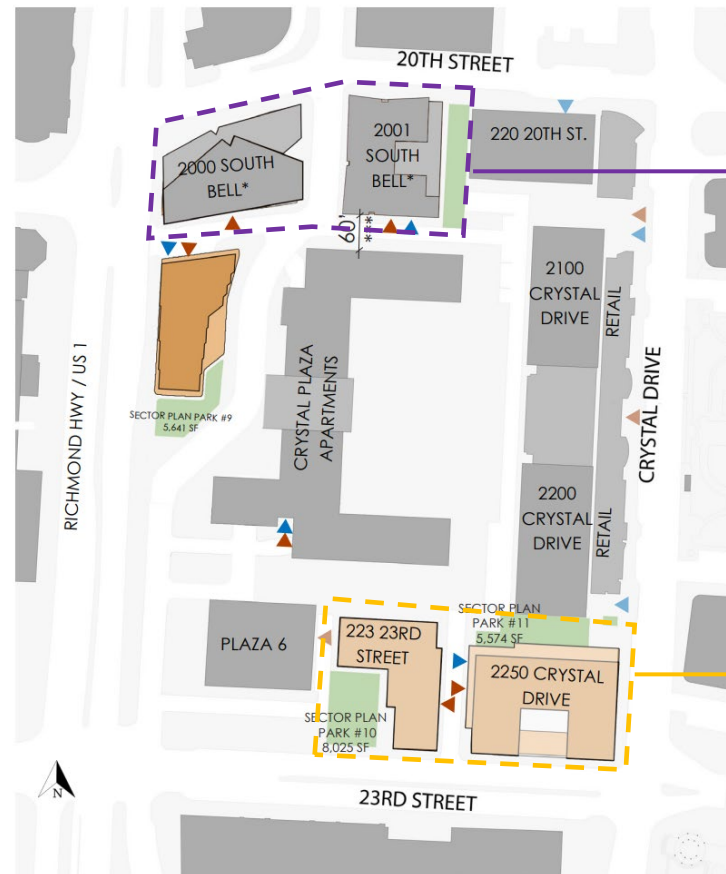 20TH STREET
2000 SOUTH
BELL*
2001
SOUTH
BELL*
220 20TH ST.
60'
***
2100
CRYSTAL
DRIVE
RETAIL
CRYSTAL PLAZA
APARTMENTS
RICHMOND HWY / US 1
SECTOR PLAN PARK #9
5,641 SF
CRYSTAL DRIVE
2200
CRYSTAL
DRIVE
RETAIL
PLAZA 6
223 23RD
STREET
SECTOR PLAN
PARK #11
5,574 SF
2250 CRYSTAL
DRIVE
SECTOR PLAN
PARK #10
8,025 SF
N
23RD STREET